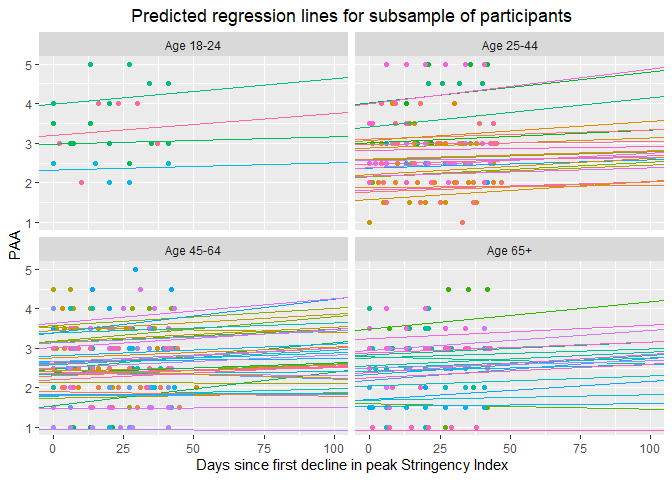 Predicted regression lines for subsample of participants
Age 18-24
Age 25-44
5
4
3
2
1
PAA
Age 45-64
Age 65+
5
4
3
2
1
0 25 50 75 100
0 25 50 75 100
Days since first decline in peak Stringency Index